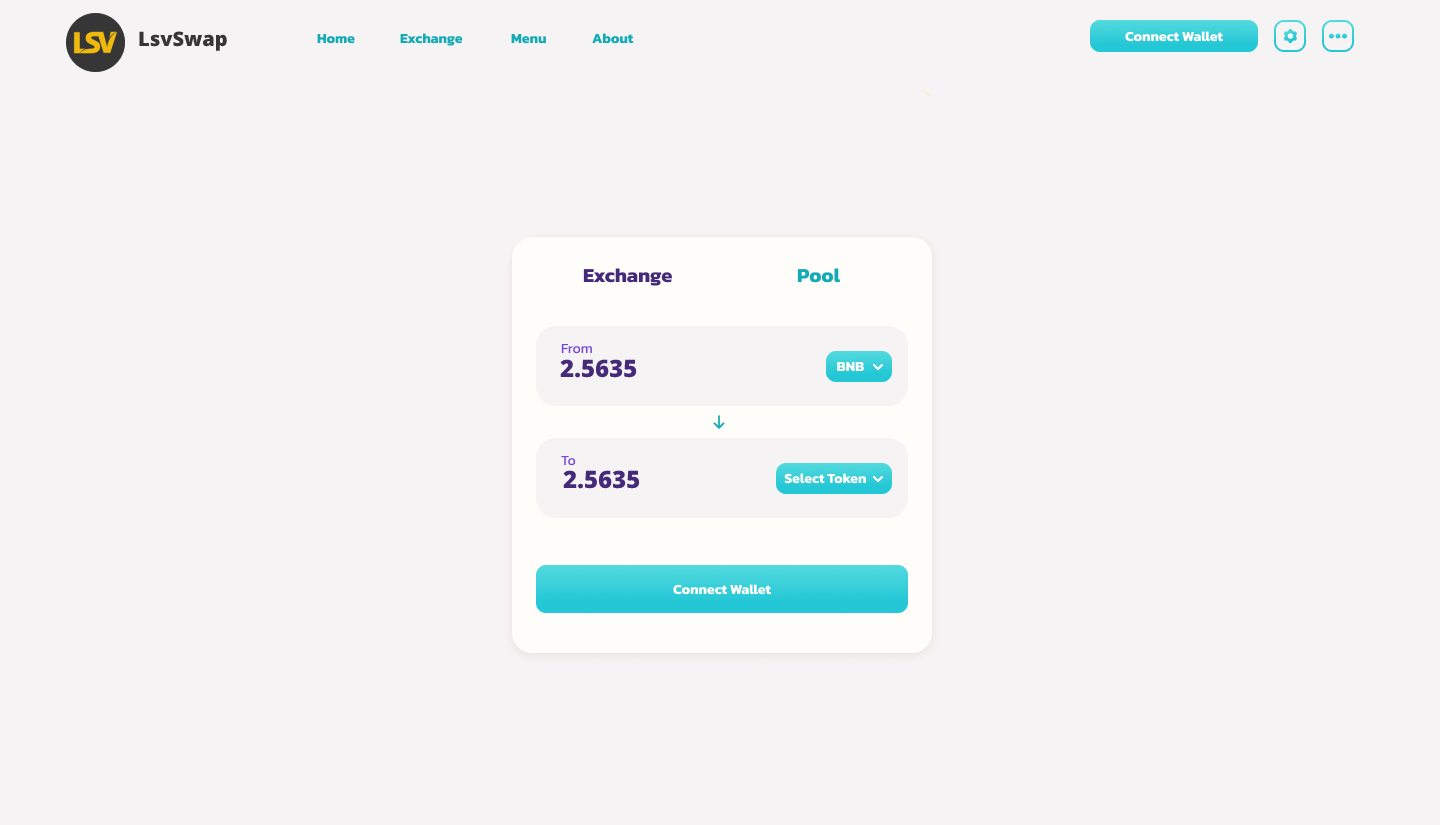 LSV LsvSwap Home Exchange Menu About Connect Wallet
Exchange Pool
From
2.5635 BNB
To
2.5635 Select Token
Connect Wallet